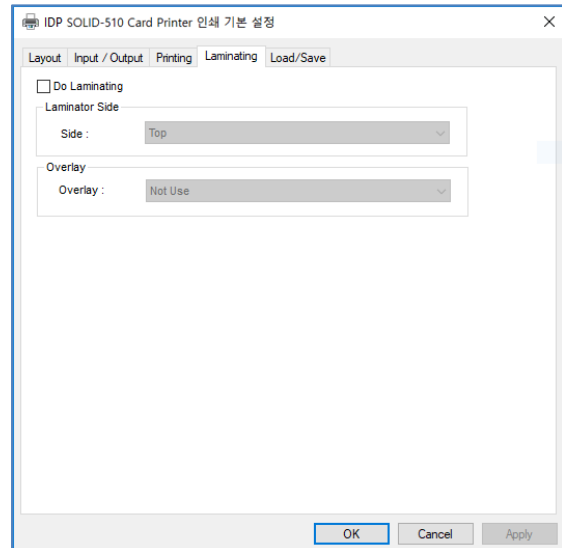 IDP SOLID-510 Card Printer 인쇄 기본 설정
Layout Input / Output Printing Laminating Load/Save
Do Laminating
Laminator Side
Side : Top
Overlay
Overlay : Not Use
OK Cancel Apply